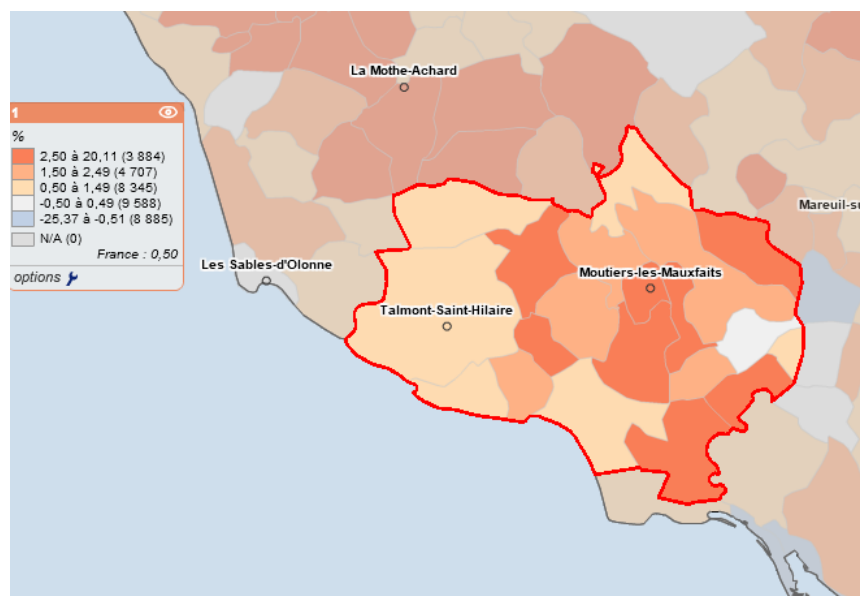 La Mothe-Achard
1
%
2,50 à 20,11 (3 884)
1,50 à 2,49 (4 707)
0,50 à 1,49 (8 345)
-0,50 à 0,49 (9 588)
-25,37 à -0,51 (8 885)
N/A (0)
France : 0,50
options
Mareuil-su
Les Sables-d'Olonne
Moutiers-les-Mauxfaits
Talmont-Saint-Hilaire